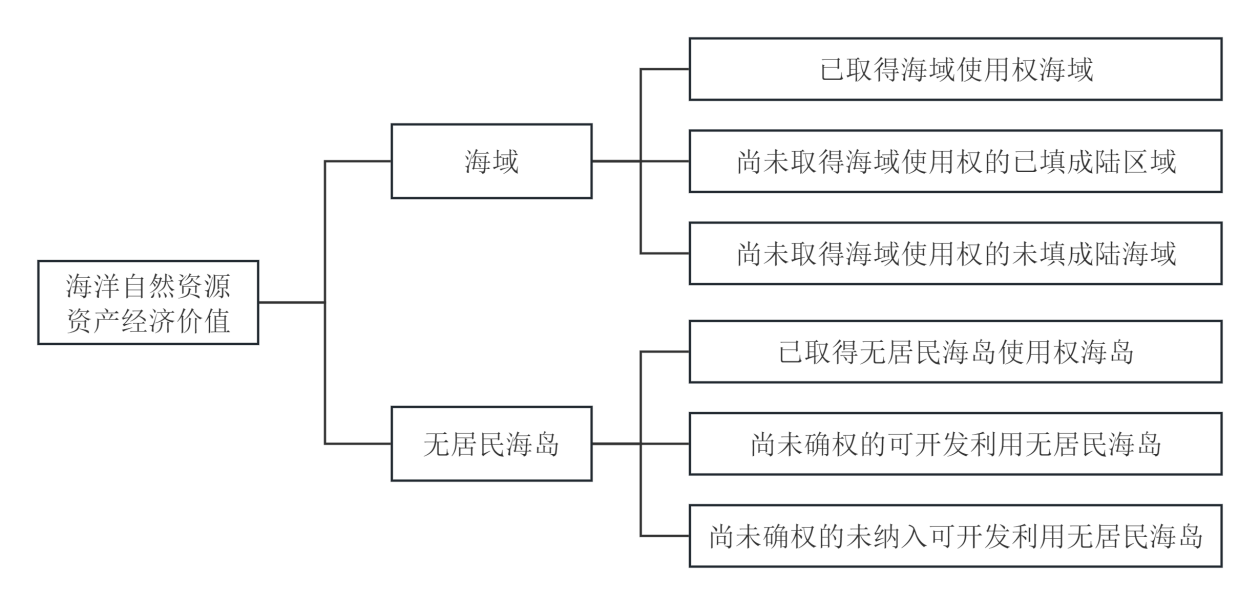 海洋自然资源
资产经济价值
海域
已取得海域使用权海域
尚未取得海域使用权的已填成陆区域
尚未取得海域使用权的未填成陆海域
无居民海岛
已取得无居民海岛使用权海岛
尚未确权的可开发利用无居民海岛
尚未确权的未纳入可开发利用无居民海岛